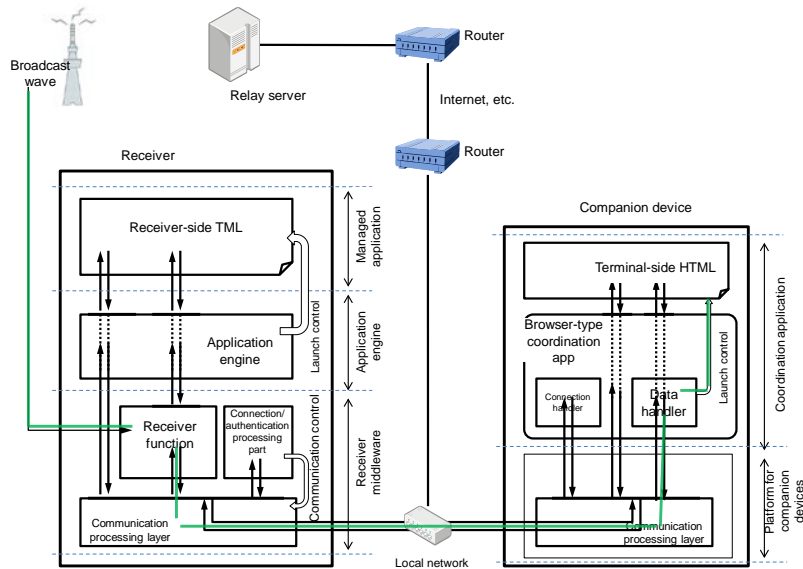 Broadcast
wave
Relay server
Router
Internet, etc.
Router
Receiver
Receiver-side TML
Managed
application
Application
engine
Launch control
Application
engine
Receiver
function
Connection/
authentication
processing
part
Communication control
Receiver
middleware
Communication
processing layer
Local network
Companion device
Terminal-side HTML
Browser-type
coordination
app
Launch control
Coordination application
Connection
handler
Data
handler
Communication
processing layer
Platform for
companion
devices